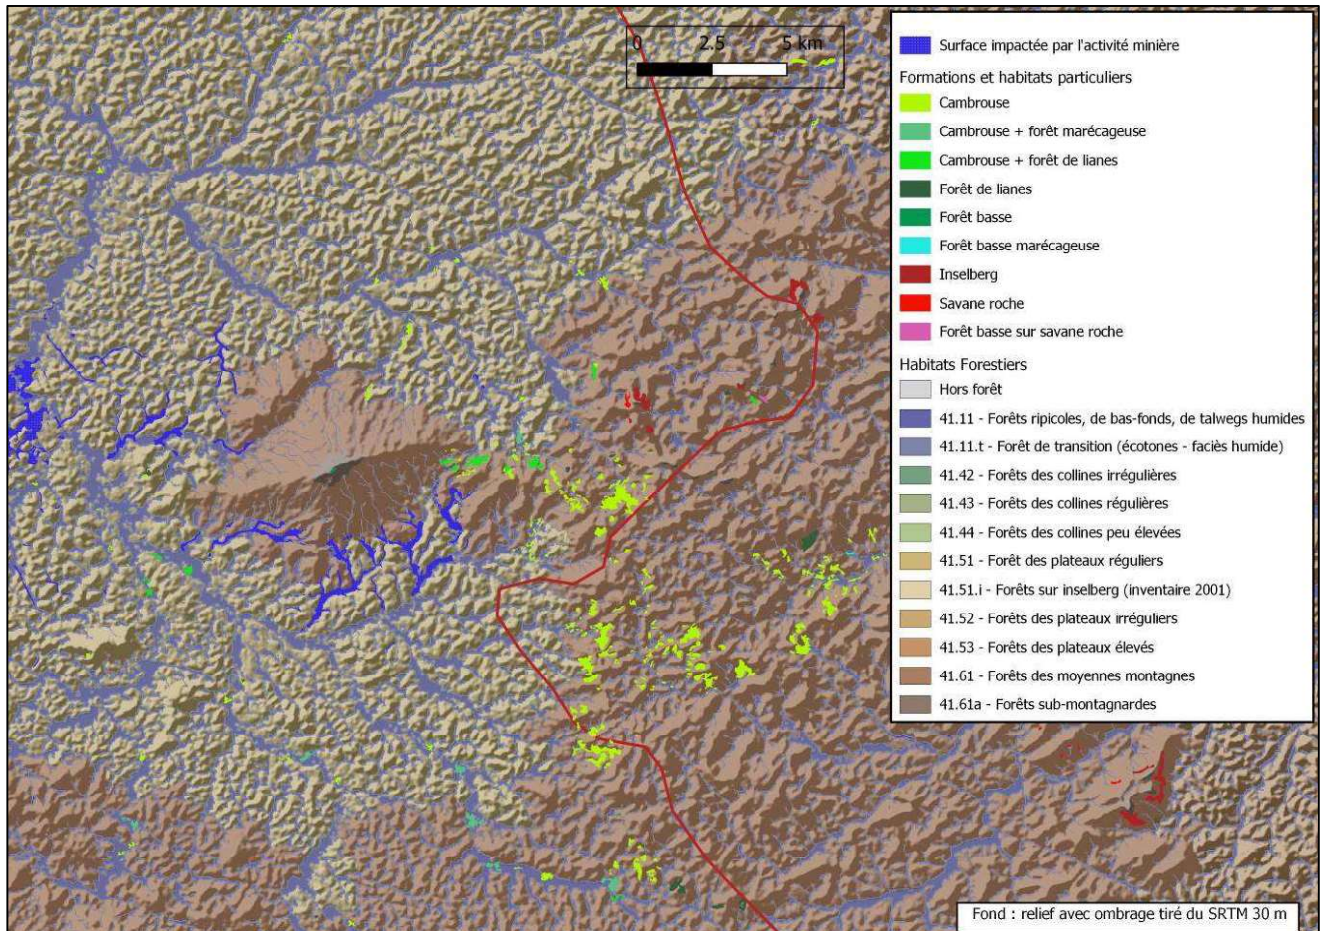 0 2.5 5 km
Surface impactée par l'activité minière
Formations et habitats particuliers
Cambrouse
Cambrouse + forêt marécageuse
Cambrouse + forêt de lianes
Forêt de lianes
Forêt basse
Forêt basse marécageuse
Inselberg
Savane roche
Forêt basse sur savane roche
Habitats Forestiers
Hors forêt
41.11 - Forêts ripicoles, de bas-fonds, de talwegs humides
41.11.t - Forêt de transition (écotones - faciès humide)
41.42 - Forêts des collines irrégulières
41.43 - Forêts des collines régulières
41.44 - Forêts des collines peu élevées
41.51 - Forêt des plateaux réguliers
41.51.i - Forêts sur inselberg (inventaire 2001)
41.52 - Forêts des plateaux irréguliers
41.53 - Forêts des plateaux élevés
41.61 - Forêts des moyennes montagnes
41.61a - Forêts sub-montagnardes
Fond : relief avec ombrage tiré du SRTM 30 m